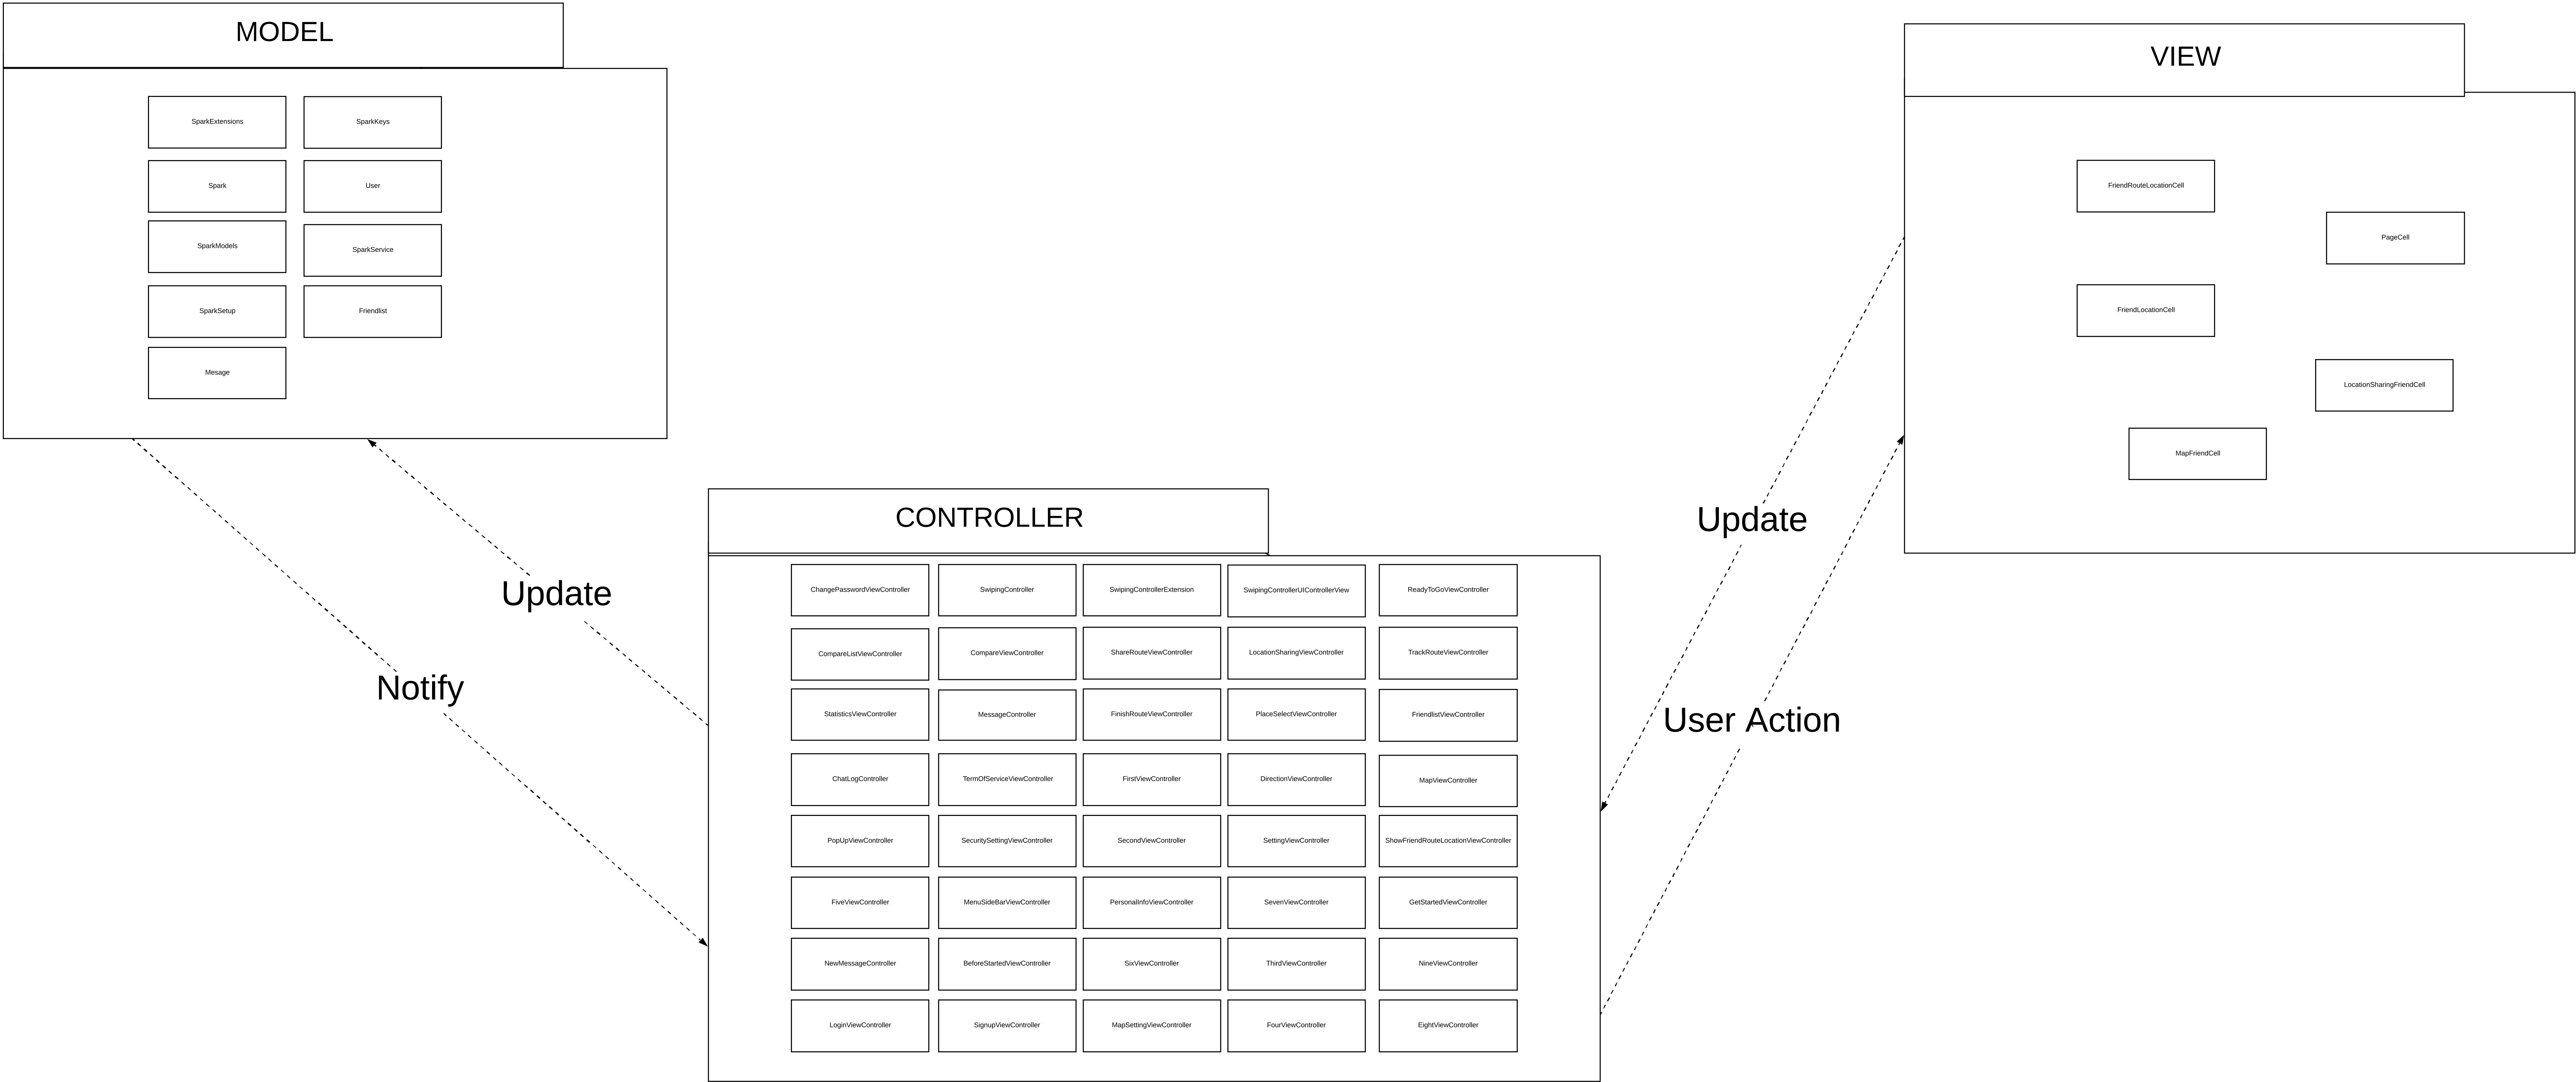 MODEL
SparkExtensions
SparkKeys
Spark
User
SparkModels
SparkService
SparkSetup
Friendlist
Mesage
VIEW
FriendRouteLocationCell
PageCell
FriendLocationCell
LocationSharingFriendCell
MapFriendCell
Update
Notify
Update
User Action
CONTROLLER
ChangePasswordViewController
SwipingController
SwipingControllerExtension
SwipingControllerUIControllerView
ReadyToGoViewController
CompareListViewController
CompareViewController
ShareRouteViewController
LocationSharingViewController
TrackRouteViewController
StatisticsViewController
MessageController
FinishRouteViewController
PlaceSelectViewController
FriendlistViewController
ChatLogController
TermOfServiceViewController
FirstViewController
DirectionViewController
MapViewController
PopUpViewController
SecuritySettingViewController
SecondViewController
SettingViewController
ShowFriendRouteLocationViewController
FiveViewController
MenuSideBarViewController
PersonalInfoViewController
SevenViewController
GetStartedViewController
NewMessageController
BeforeStartedViewController
SixViewController
ThirdViewController
NineViewController
LoginViewController
SignupViewController
MapSettingViewController
FourViewController
EightViewController